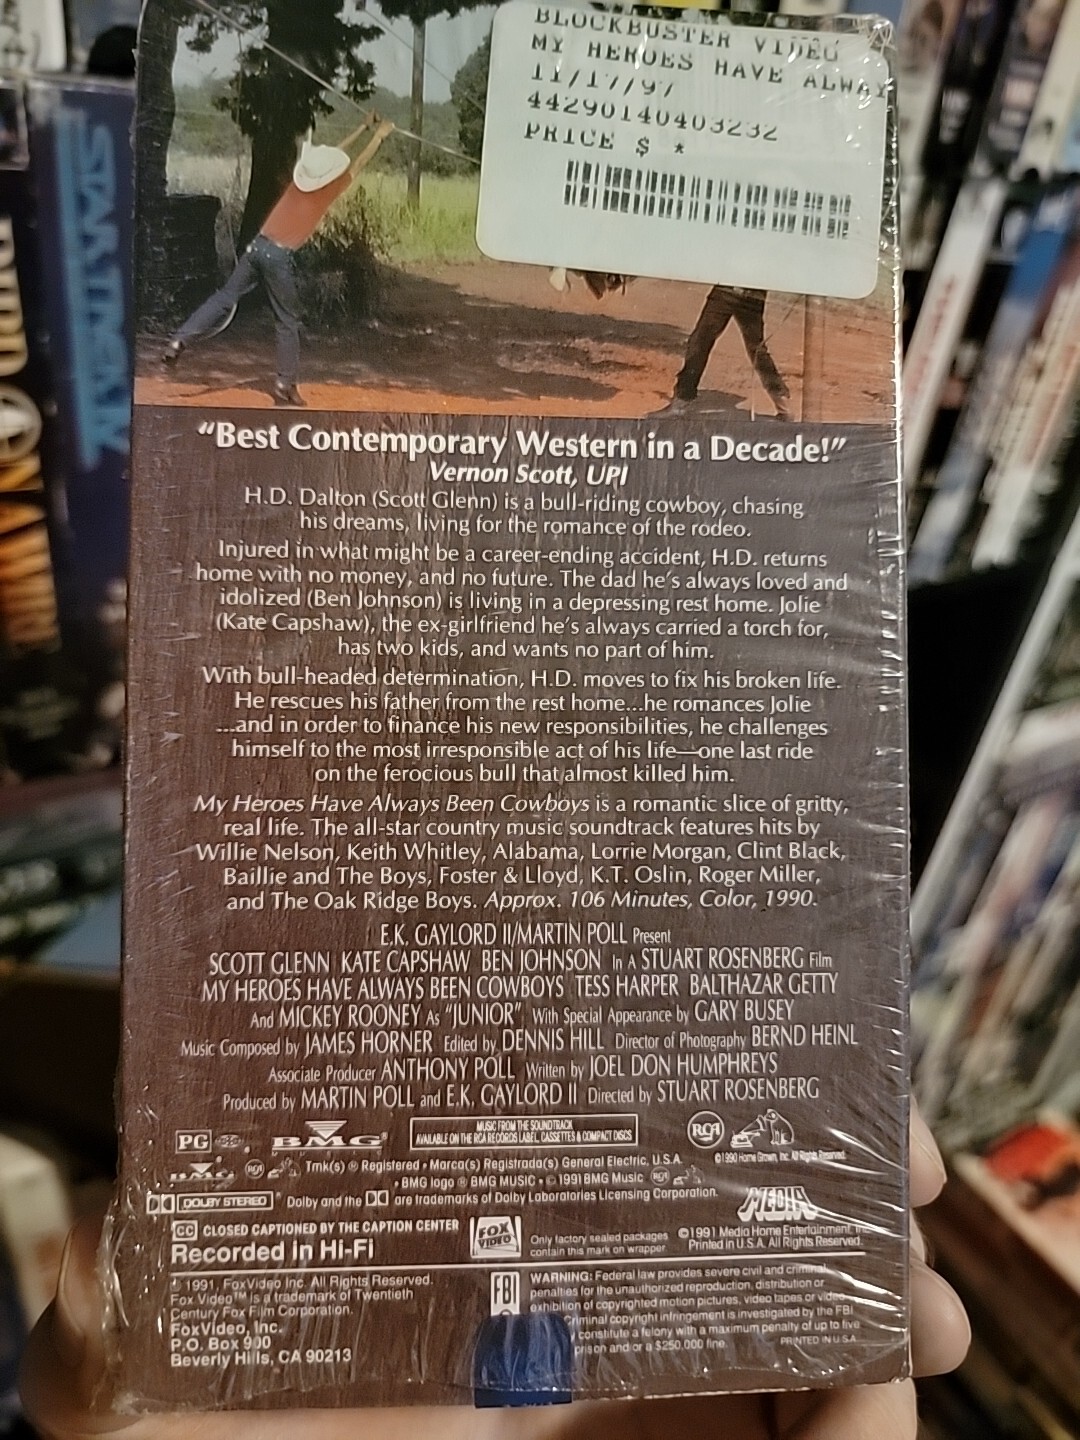 BLOCKBUSTER VIDEO
MY HEROES HAVE ALWAY
11/17/97
44290140403232
PRICE $ *
"Best Contemporary Western in a Decade!"
Vernon Scott, UPI
H.D. Dalton (Scott Glenn) is a bull-riding cowboy, chasing
his dreams, living for the romance of the rodeo.
Injured in what might be a career-ending accident, H.D. returns
home with no money, and no future. The dad he's always loved and
idolized (Ben Johnson) is living in a depressing rest home. Jolie
(Kate Capshaw), the ex-girlfriend he's always carried a torch for,
has two kids, and wants no part of him.
With bull-headed determination, H.D. moves to fix his broken life.
He rescues his father from the rest home...he romances Jolie
...and in order to finance his new responsibilities, he challenges
himself to the most irresponsible act of his life—one last ride
on the ferocious bull that almost killed him.
My Heroes Have Always Been Cowboys is a romantic slice of gritty,
real life. The all-star country music soundtrack features hits by
Willie Nelson, Keith Whitley, Alabama, Lorrie Morgan, Clint Black,
Baillie and The Boys, Foster & Lloyd, K.T. Oslin, Roger Miller,
and The Oak Ridge Boys. Approx. 106 Minutes, Color, 1990.
E.K. GAYLORD II/MARTIN POLL Present
SCOTT GLENN KATE CAPSHAW BEN JOHNSON In A STUART ROSENBERG Film
MY HEROES HAVE ALWAYS BEEN COWBOYS TESS HARPER BALTHAZAR GETTY
And MICKEY ROONEY As "JUNIOR" With Special Appearance by GARY BUSEY
Music Composed by JAMES HORNER Edited by DENNIS HILL Director of Photography BERND HEINL
Associate Producer ANTHONY POLL Written by JOEL DON HUMPHREYS
Produced by MARTIN POLL and E.K. GAYLORD II Directed by STUART ROSENBERG
PG BMG® MUSIC FROM THE SOUNDTRACK
AVAILABLE ON THE RCA RECORDS LABEL, CASSETTES & COMPACT DISCS
RCA
©1990 Home Grown, Inc. All Rights Reserved.
BMG RCA Tmk(s) ® Registered • Marca(s) Registrada(s) General Electric, U.S.A.
• BMG logo ® BMG MUSIC • © 1991 BMG Music RCA
DOLBY STEREO ® Dolby and the are trademarks of Dolby Laboratories Licensing Corporation.
MEDIA
CC CLOSED CAPTIONED BY THE CAPTION CENTER
Recorded in Hi-Fi
FOX VIDEO
Only factory sealed packages
contain this mark on wrapper.
©1991 Media Home Entertainment, In
Printed in U.S.A. All Rights Reserved.
© 1991, FoxVideo Inc. All Rights Reserved.
Fox Video™ is a trademark of Twentieth
Century Fox Film Corporation.
FoxVideo, Inc.
P.O. Box 900
Beverly Hills, CA 90213
FBI
WARNING: Federal law provides severe civil and criminal
penalties for the unauthorized reproduction, distribution or
exhibition of copyrighted motion pictures, video tapes or video
Criminal copyright infringement is investigated by the FBI
constitute a felony with a maximum penalty of up to five
prison and or a $250,000 fine.
PRINTED IN U.S.A.